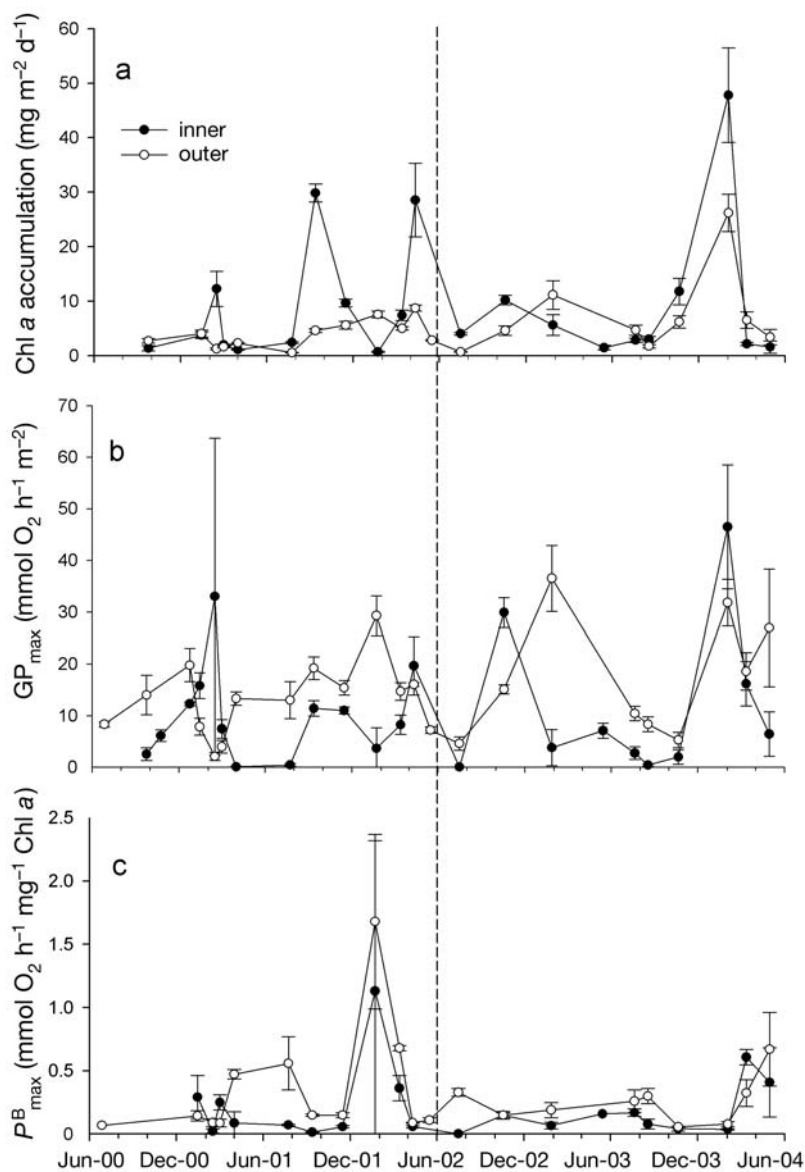 a
inner
outer
Chl a accumulation (mg m⁻² d⁻¹)
60
50
40
30
20
10
0
b
GPmax (mmol O₂ h⁻¹ m⁻²)
70
60
50
40
30
20
10
0
c
Pᴮmax (mmol O₂ h⁻¹ mg⁻¹ Chl a)
2.5
2.0
1.5
1.0
0.5
0
Jun-00 Dec-00 Jun-01 Dec-01 Jun-02 Dec-02 Jun-03 Dec-03 Jun-04